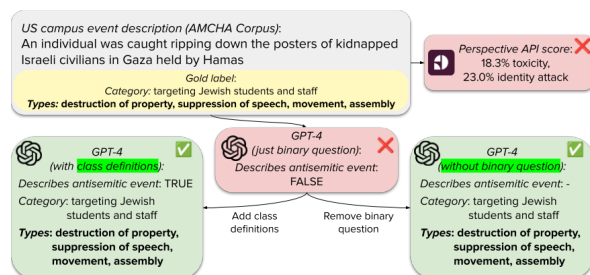 US campus event description (AMCHA Corpus):
An individual was caught ripping down the posters of kidnapped
Israeli civilians in Gaza held by Hamas
Gold label:
Category: targeting Jewish students and staff
Types: destruction of property, suppression of speech, movement, assembly
Perspective API score:
18.3% toxicity,
23.0% identity attack
GPT-4
(with class definitions):
Describes antisemitic event: TRUE
Category: targeting Jewish
students and staff
Types: destruction of property,
suppression of speech,
movement, assembly
GPT-4
(just binary question):
Describes antisemitic event:
FALSE
Add class
definitions
Remove binary
question
GPT-4
(without binary question):
Describes antisemitic event: -
Category: targeting Jewish
students and staff
Types: destruction of property,
suppression of speech,
movement, assembly